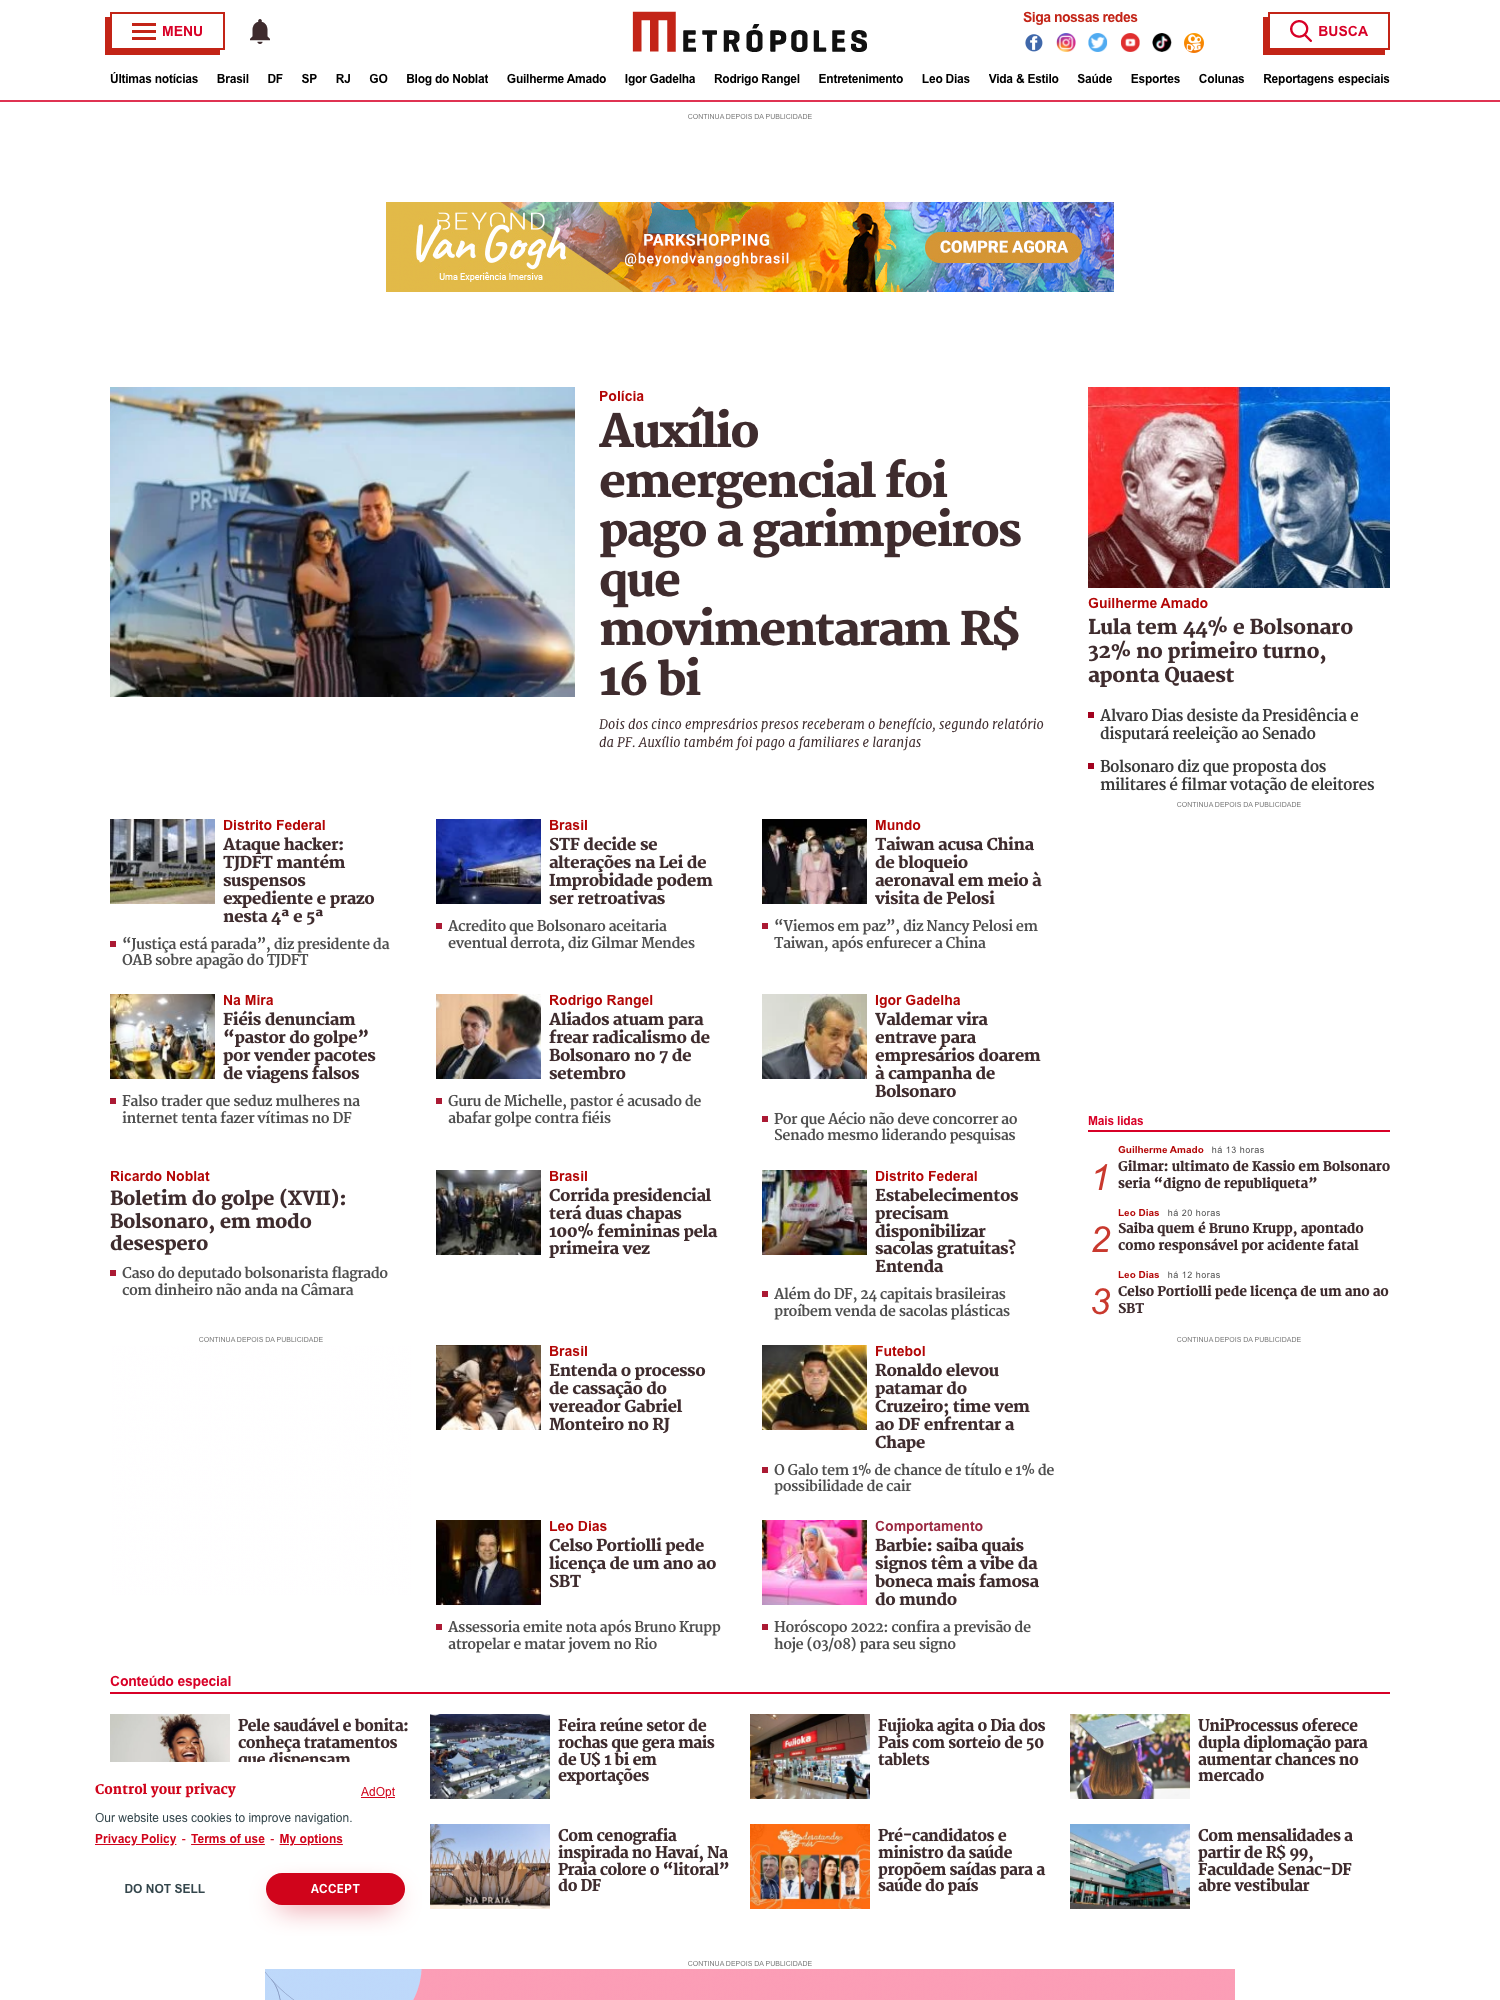 MENU
METRÓPOLES
Siga nossas redes
BUSCA
Últimas notícias Brasil DF SP RJ GO Blog do Noblat Guilherme Amado Igor Gadelha Rodrigo Rangel Entretenimento Leo Dias Vida & Estilo Saúde Esportes Colunas Reportagens especiais
CONTINUA DEPOIS DA PUBLICIDADE
BEYOND
Van Gogh
Uma Experiência Imersiva
PARKSHOPPING
@beyondvangoghbrasil
COMPRE AGORA
PR-JVZ
Polícia
Auxílio
emergencial foi
pago a garimpeiros
que
movimentaram R$
16 bi
Dois dos cinco empresários presos receberam o benefício, segundo relatório
da PF. Auxílio também foi pago a familiares e laranjas
Guilherme Amado
Lula tem 44% e Bolsonaro
32% no primeiro turno,
aponta Quaest
Alvaro Dias desiste da Presidência e
disputará reeleição ao Senado
Bolsonaro diz que proposta dos
militares é filmar votação de eleitores
CONTINUA DEPOIS DA PUBLICIDADE
Distrito Federal
Ataque hacker:
TJDFT mantém
suspensos
expediente e prazo
nesta 4ª e 5ª
“Justiça está parada”, diz presidente da
OAB sobre apagão do TJDFT
Brasil
STF decide se
alterações na Lei de
Improbidade podem
ser retroativas
Acredito que Bolsonaro aceitaria
eventual derrota, diz Gilmar Mendes
Mundo
Taiwan acusa China
de bloqueio
aeronaval em meio à
visita de Pelosi
“Viemos em paz”, diz Nancy Pelosi em
Taiwan, após enfurecer a China
Na Mira
Fiéis denunciam
“pastor do golpe”
por vender pacotes
de viagens falsos
Falso trader que seduz mulheres na
internet tenta fazer vítimas no DF
Rodrigo Rangel
Aliados atuam para
frear radicalismo de
Bolsonaro no 7 de
setembro
Guru de Michelle, pastor é acusado de
abafar golpe contra fiéis
Igor Gadelha
Valdemar vira
entrave para
empresários doarem
à campanha de
Bolsonaro
Por que Aécio não deve concorrer ao
Senado mesmo liderando pesquisas
Mais lidas
Guilherme Amado há 13 horas
1 Gilmar: ultimato de Kassio em Bolsonaro
seria “digno de republiqueta”
Leo Dias há 20 horas
2 Saiba quem é Bruno Krupp, apontado
como responsável por acidente fatal
Leo Dias há 12 horas
3 Celso Portiolli pede licença de um ano ao
SBT
CONTINUA DEPOIS DA PUBLICIDADE
Ricardo Noblat
Boletim do golpe (XVII):
Bolsonaro, em modo
desespero
Caso do deputado bolsonarista flagrado
com dinheiro não anda na Câmara
CONTINUA DEPOIS DA PUBLICIDADE
Brasil
Corrida presidencial
terá duas chapas
100% femininas pela
primeira vez
Distrito Federal
Estabelecimentos
precisam
disponibilizar
sacolas gratuitas?
Entenda
Além do DF, 24 capitais brasileiras
proíbem venda de sacolas plásticas
Brasil
Entenda o processo
de cassação do
vereador Gabriel
Monteiro no RJ
Futebol
Ronaldo elevou
patamar do
Cruzeiro; time vem
ao DF enfrentar a
Chape
O Galo tem 1% de chance de título e 1% de
possibilidade de cair
Leo Dias
Celso Portiolli pede
licença de um ano ao
SBT
Assessoria emite nota após Bruno Krupp
atropelar e matar jovem no Rio
Comportamento
Barbie: saiba quais
signos têm a vibe da
boneca mais famosa
do mundo
Horóscopo 2022: confira a previsão de
hoje (03/08) para seu signo
Conteúdo especial
Pele saudável e bonita:
conheça tratamentos
que dispensam
Feira reúne setor de
rochas que gera mais
de U$ 1 bi em
exportações
Fujioka
Fujioka agita o Dia dos
Pais com sorteio de 50
tablets
UniProcessus oferece
dupla diplomação para
aumentar chances no
mercado
Control your privacy
AdOpt
Our website uses cookies to improve navigation.
Privacy Policy - Terms of use - My options
DO NOT SELL
ACCEPT
NA PRAIA
Com cenografia
inspirada no Havaí, Na
Praia colore o “litoral”
do DF
desatando
nós
Pré-candidatos e
ministro da saúde
propõem saídas para a
saúde do país
Com mensalidades a
partir de R$ 99,
Faculdade Senac-DF
abre vestibular
CONTINUA DEPOIS DA PUBLICIDADE